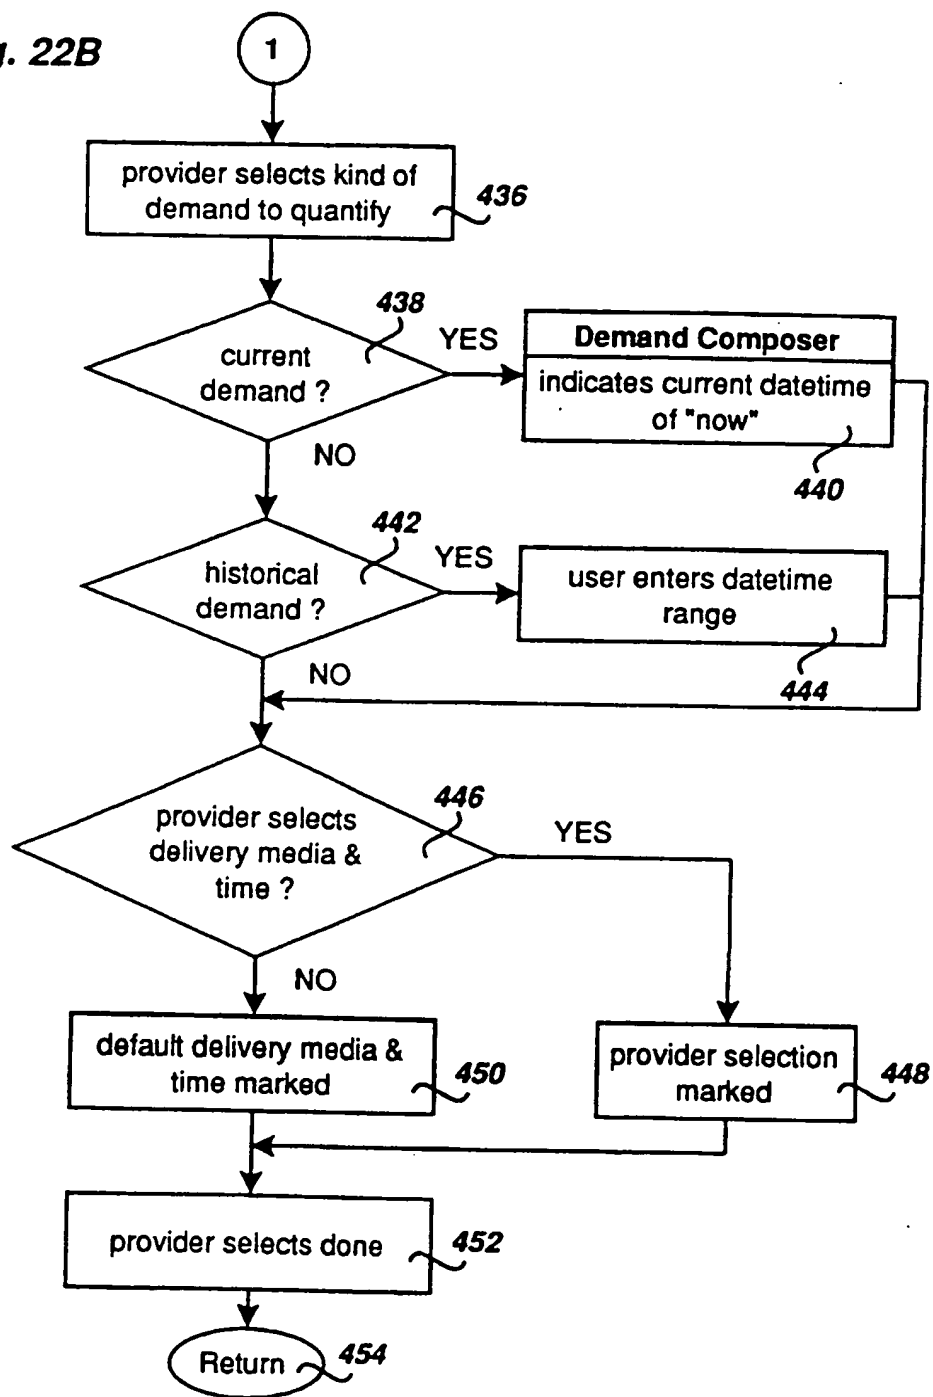 . 22B
1
provider selects kind of
demand to quantify
436
438
current
demand ?
YES
Demand Composer
indicates current datetime
of "now"
440
NO
442
historical
demand ?
YES
user enters datetime
range
444
NO
446
provider selects
delivery media &
time ?
YES
NO
default delivery media &
time marked
450
provider selection
marked
448
provider selects done
452
Return
454